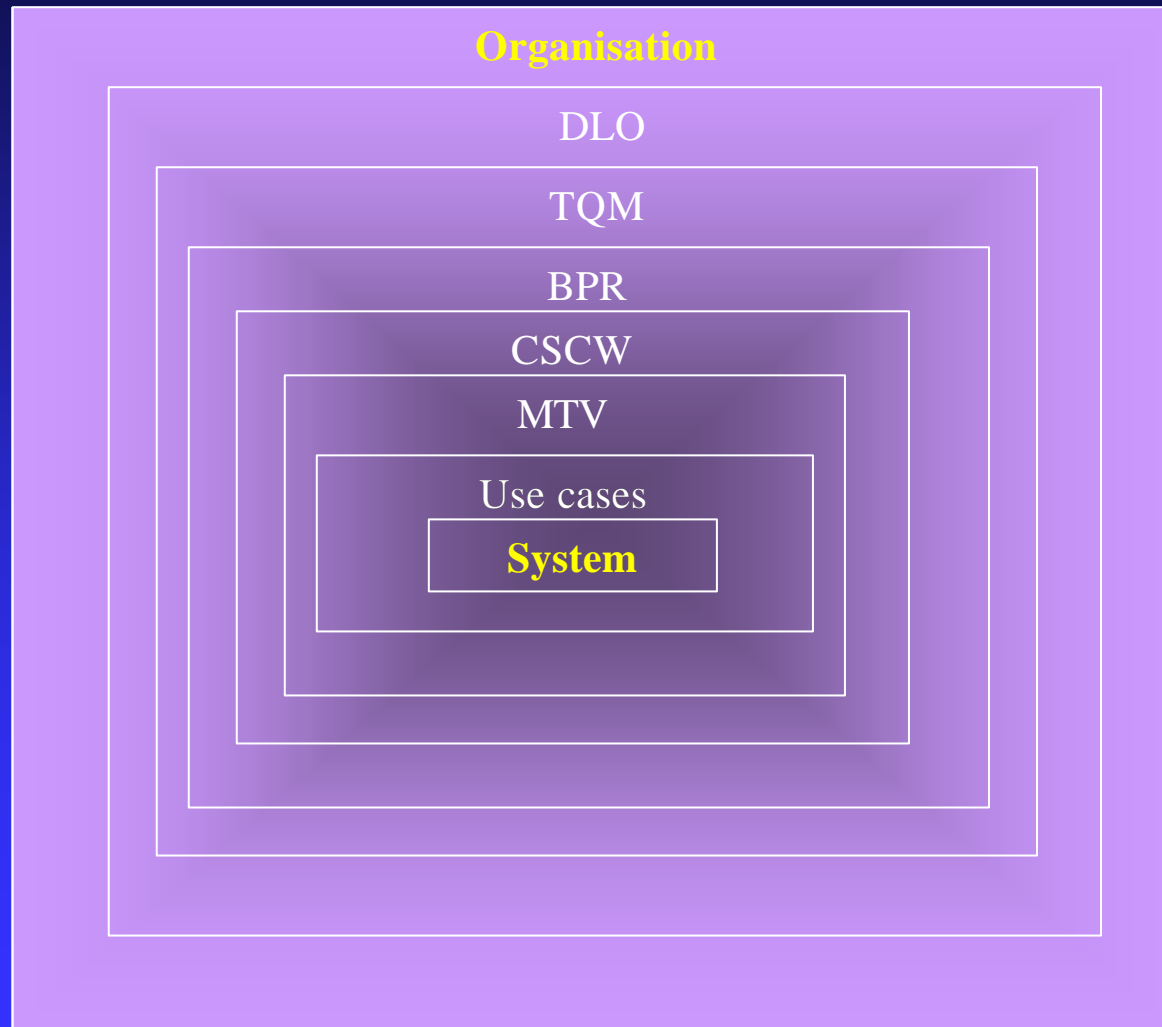 Organisation
DLO
TQM
BPR
CSCW
MTV
Use cases
System